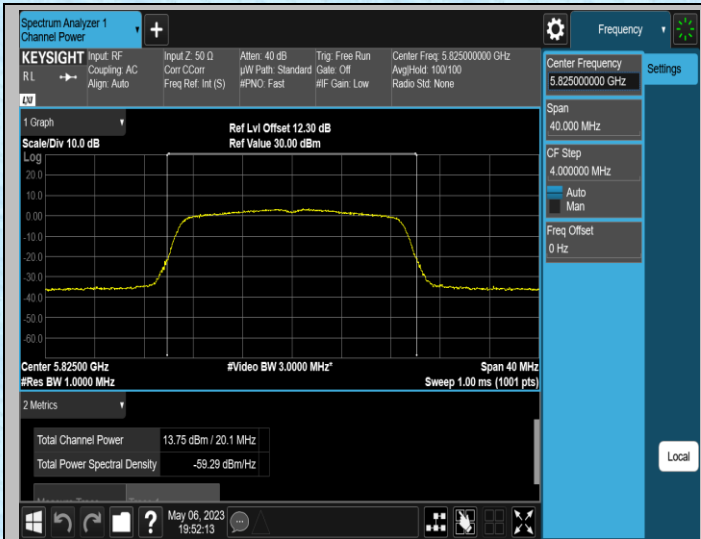 Spectrum Analyzer 1
Channel Power
+
Frequency
KEYSIGHT
R L
LXI
Input: RF
Coupling: AC
Align: Auto
Input Z: 50 Ω
Corr CCorr
Freq Ref: Int (S)
Atten: 40 dB
µW Path: Standard
#PNO: Fast
Trig: Free Run
Gate: Off
#IF Gain: Low
Center Freq: 5.825000000 GHz
Avg|Hold: 100/100
Radio Std: None
Center Frequency
5.825000000 GHz
Settings
Span
40.000 MHz
CF Step
4.000000 MHz
Auto
Man
Freq Offset
0 Hz
1 Graph
Scale/Div 10.0 dB
Ref Lvl Offset 12.30 dB
Ref Value 30.00 dBm
Log
20.0
10.0
0.00
-10.0
-20.0
-30.0
-40.0
-50.0
-60.0
Center 5.82500 GHz
#Video BW 3.0000 MHz*
Span 40 MHz
#Res BW 1.0000 MHz
Sweep 1.00 ms (1001 pts)
2 Metrics
Total Channel Power 13.75 dBm / 20.1 MHz
Total Power Spectral Density -59.29 dBm/Hz
Local
?
May 06, 2023
19:52:13